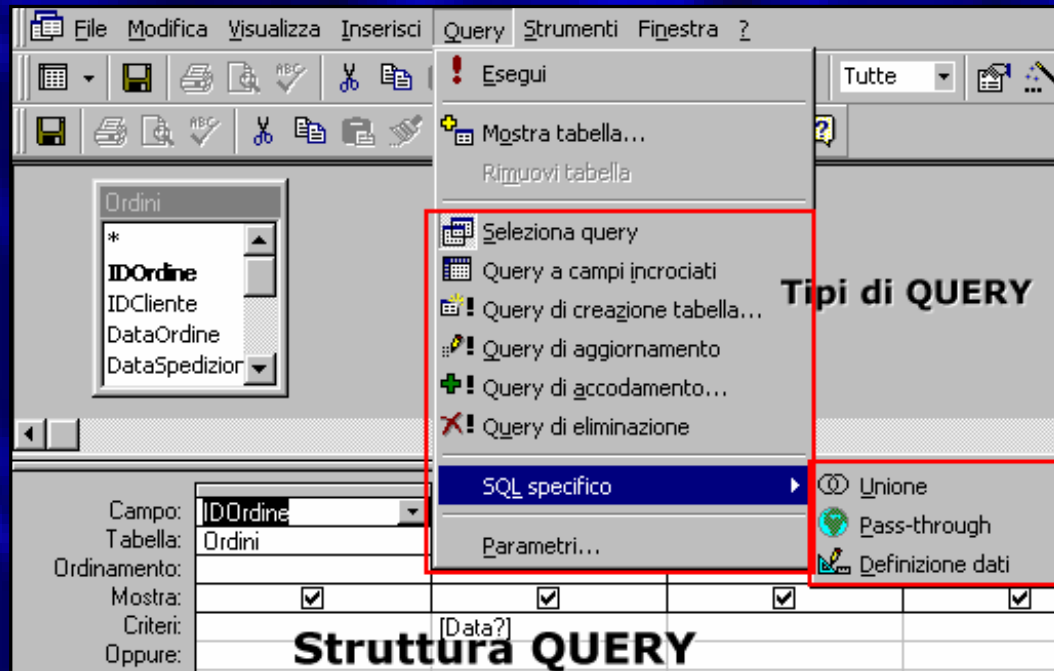 File Modifica Visualizza Inserisci Query Strumenti Finestra ?
Tutte
Esegui
Mostra tabella...
Rimuovi tabella
Seleziona query
Query a campi incrociati
Query di creazione tabella...
Query di aggiornamento
Query di accodamento...
Query di eliminazione
SQL specifico
Parametri...
Unione
Pass-through
Definizione dati
Tipi di QUERY
Ordini
*
IDOrdine
IDCliente
DataOrdine
DataSpedizion
Campo: IDOrdine
Tabella: Ordini
Ordinamento:
Mostra:
Criteri: [Data?]
Oppure:
Struttura QUERY